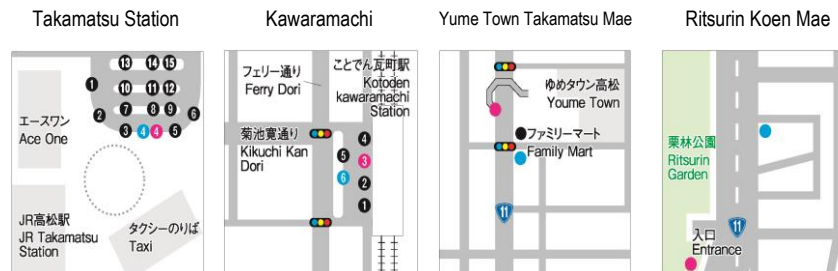 Takamatsu Station
Kawaramachi
Yume Town Takamatsu Mae
Ritsurin Koen Mae
13 14 15
1
10 11 12
2
7 8 9
6
3 4 4 5
エースワン
Ace One
JR高松駅
JR Takamatsu
Station
タクシーのりば
Taxi
フェリー通り
Ferry Dori
ことでん瓦町駅
Kotoden
kawaramachi
Station
菊池寛通り
Kikuchi Kan
Dori
4
5
3
6
2
1
ゆめタウン高松
Youme Town
ファミリーマート
Family Mart
11
栗林公園
Ritsurin
Garden
11
入口
Entrance